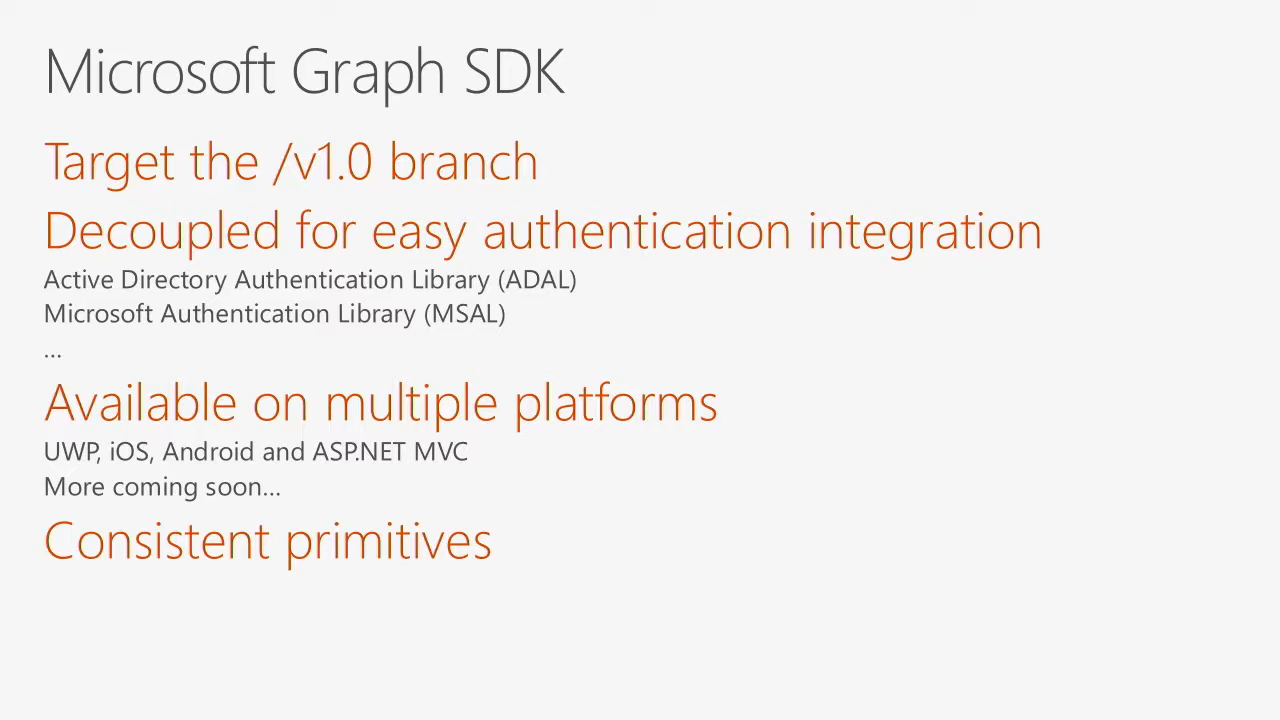 Microsoft Graph SDK
Target the /v1.0 branch
Decoupled for easy authentication integration
Active Directory Authentication Library (ADAL)
Microsoft Authentication Library (MSAL)
…
Available on multiple platforms
UWP, iOS, Android and ASP.NET MVC
More coming soon…
Consistent primitives